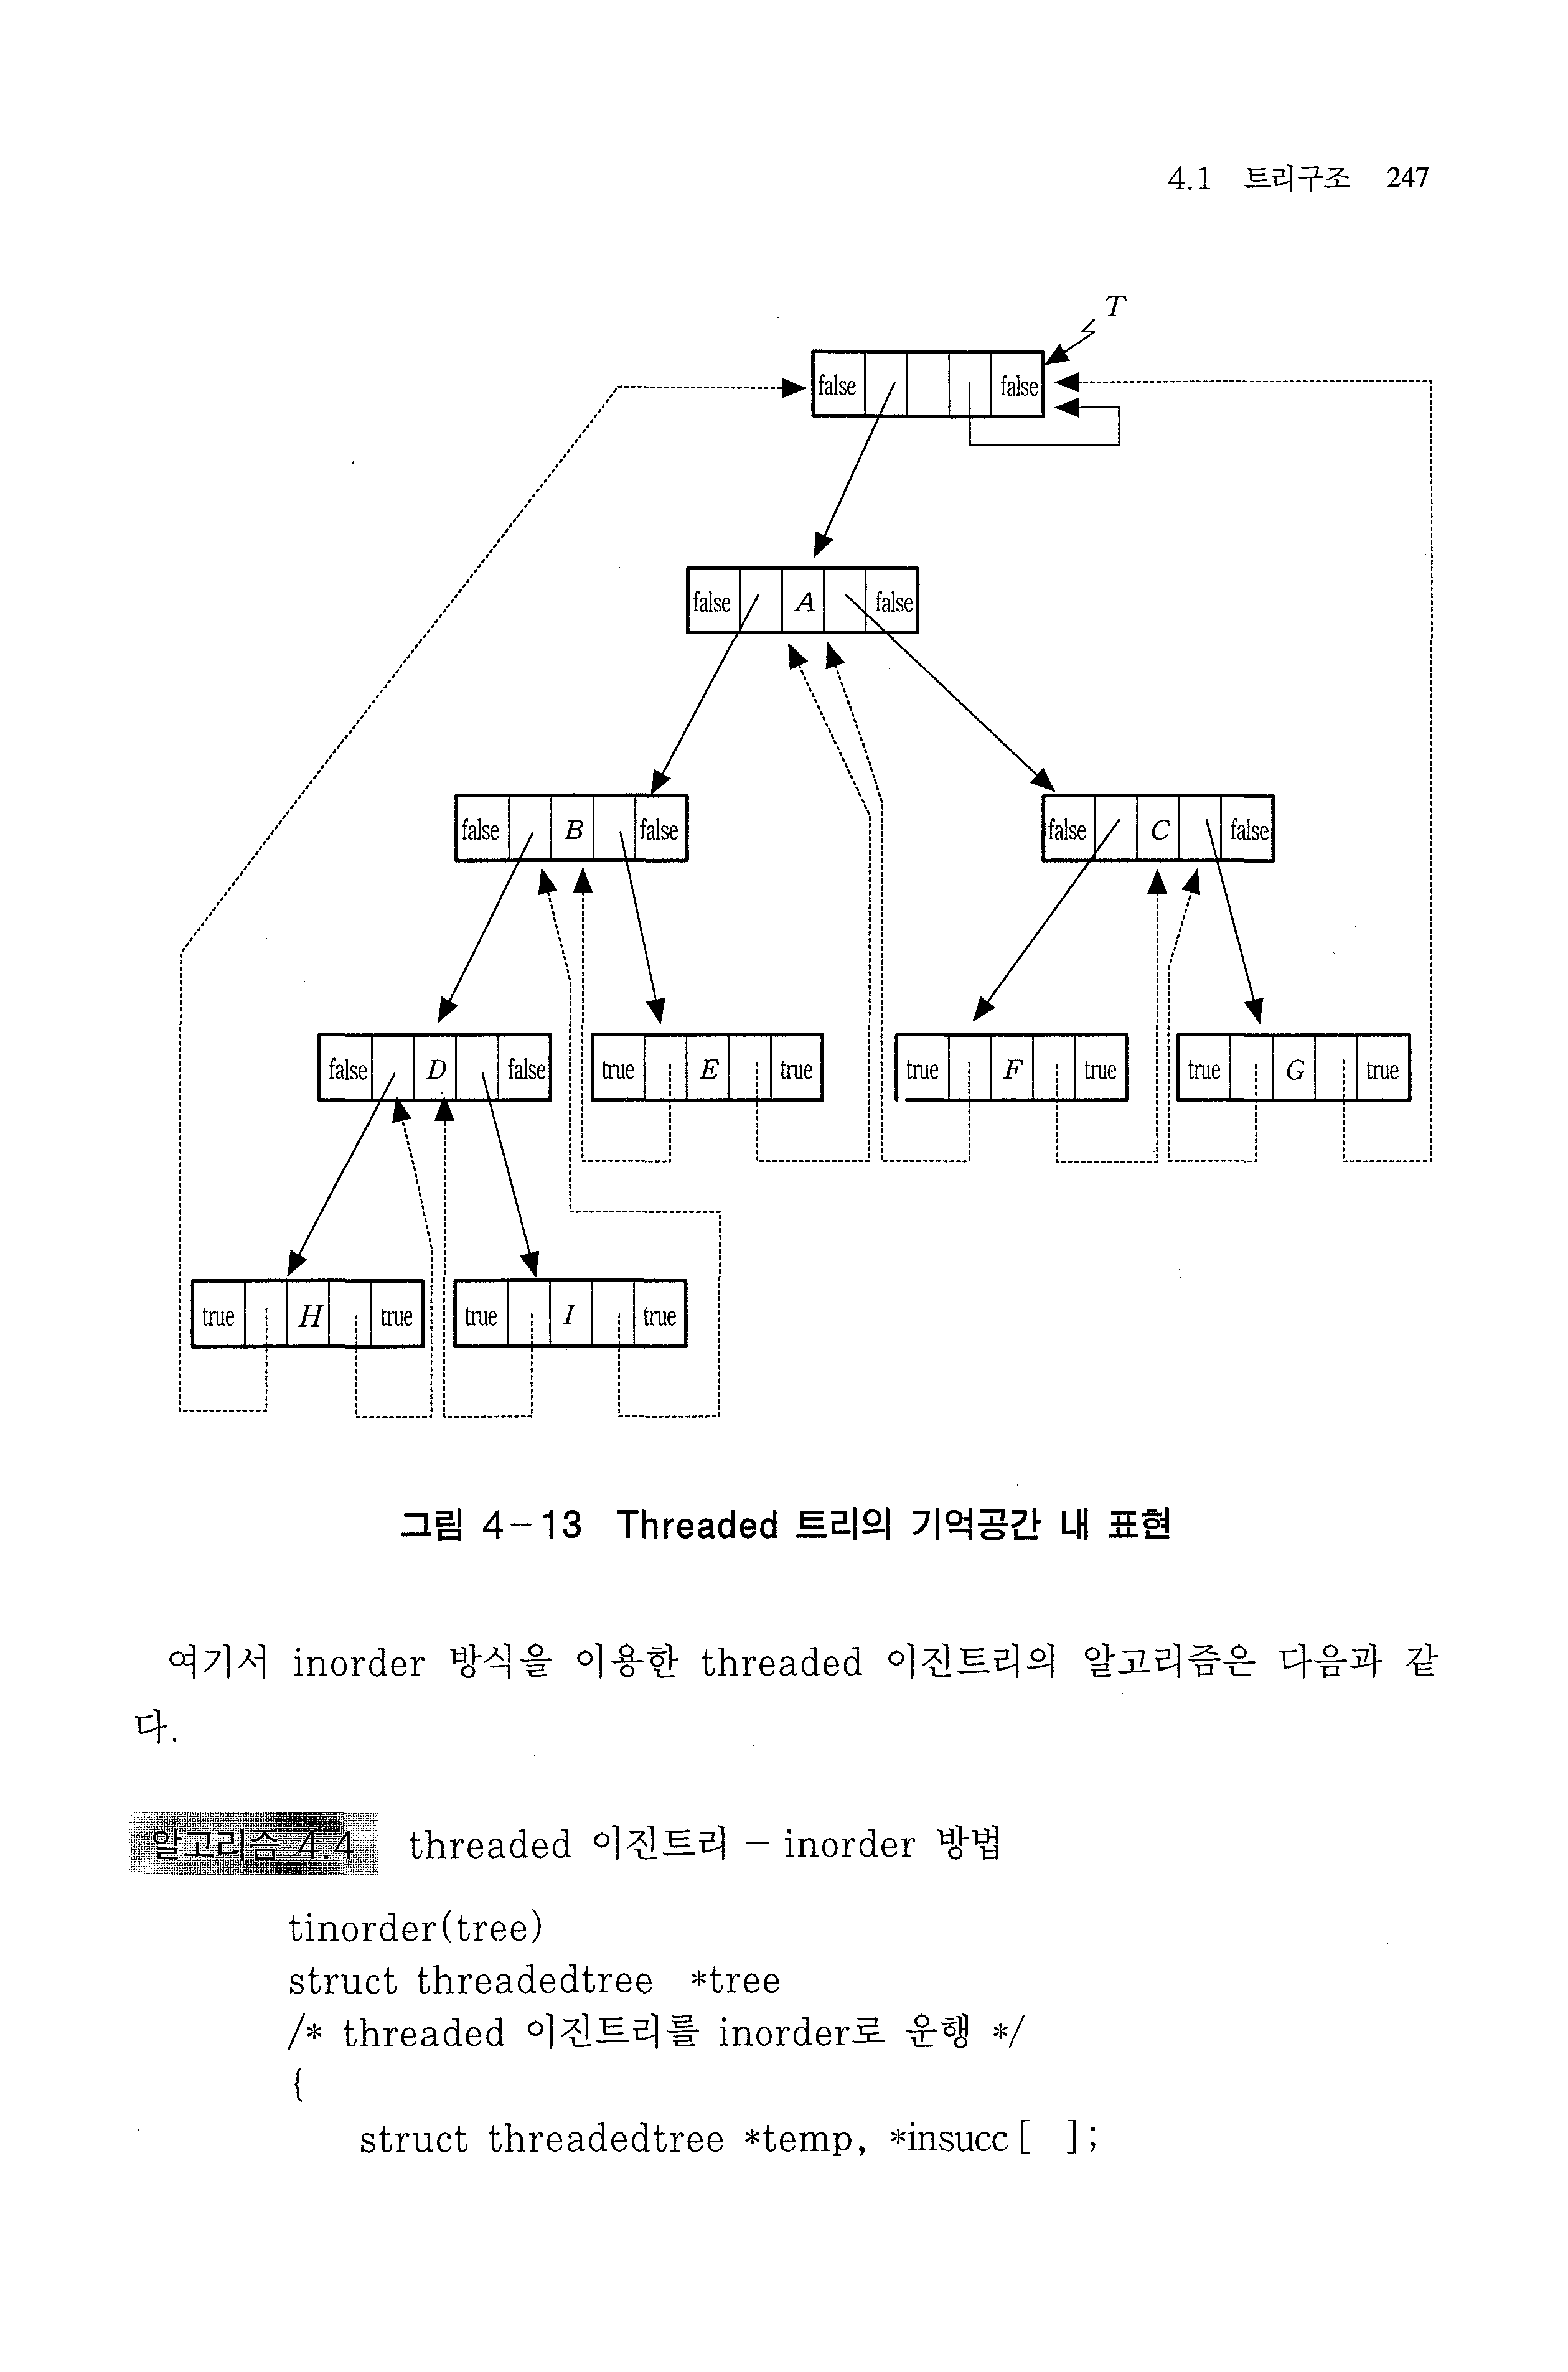 4.1 트리구조 247
T
false false
false A false
false B false
false C false
false D false
true E true
true F true
true G true
true H true
true I true
그림 4-13 Threaded 트리의 기억공간 내 표현
여기서 inorder 방식을 이용한 threaded 이진트리의 알고리즘은 다음과 같
다.
알고리즘 4.4 threaded 이진트리 - inorder 방법
tinorder(tree)
struct threadedtree *tree
/* threaded 이진트리를 inorder로 운행 */
{
struct threadedtree *temp, *insucc[ ];